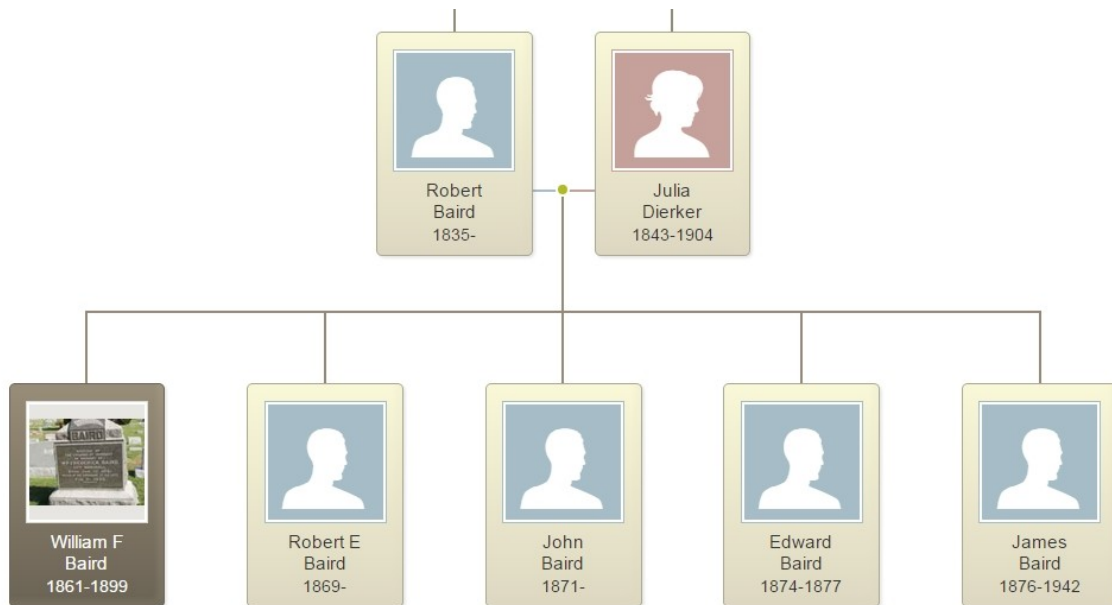 Robert
Baird
1835-
Julia
Dierker
1843-1904
BAIRD
William F
Baird
1861-1899
Robert E
Baird
1869-
John
Baird
1871-
Edward
Baird
1874-1877
James
Baird
1876-1942